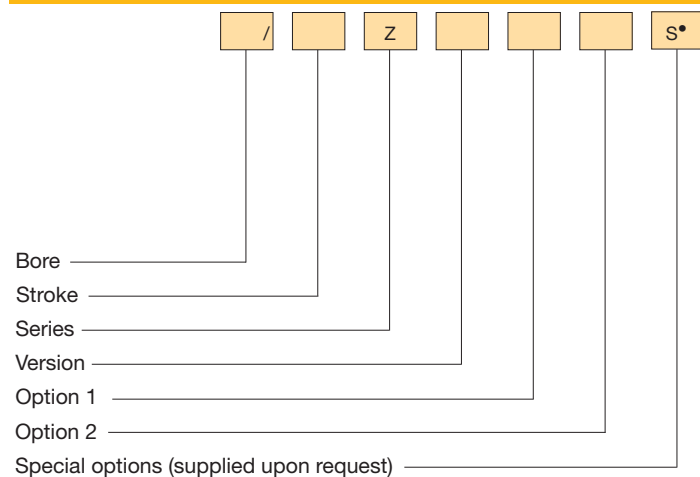 / Z S•
Bore
Stroke
Series
Version
Option 1
Option 2
Special options (supplied upon request)